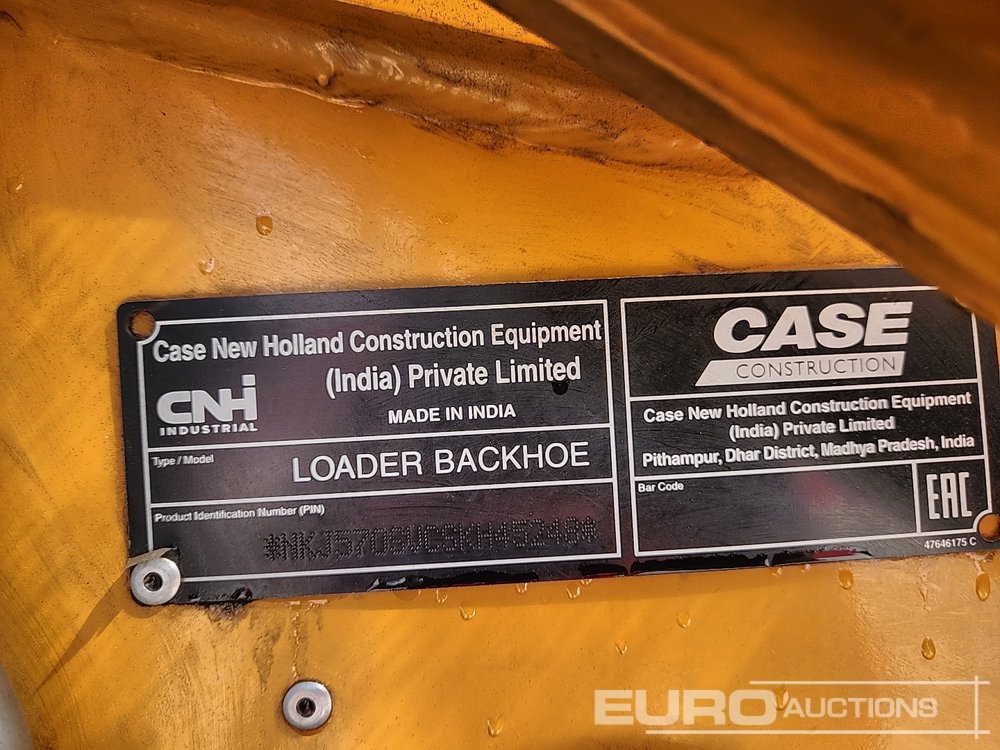 Case New Holland Construction Equipment
(India) Private Limited
CNH
INDUSTRIAL
MADE IN INDIA
Type / Model
LOADER BACKHOE
Product Identification Number (PIN)
CASE
CONSTRUCTION
Case New Holland Construction Equipment
(India) Private Limited
Pithampur, Dhar District, Madhya Pradesh, India
Bar Code
EAC
47646175 C
EURO AUCTIONS